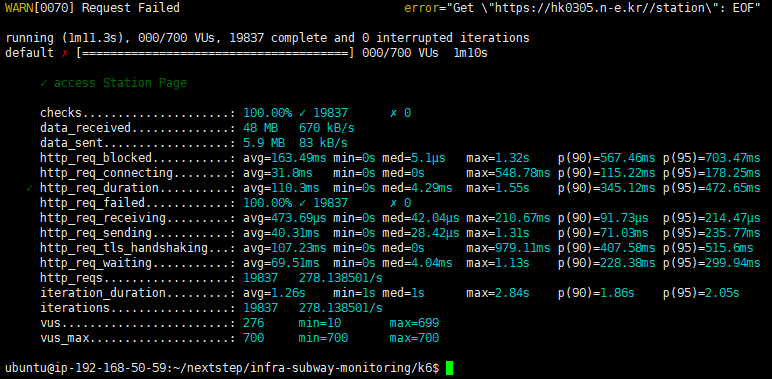 WARN[0070] Request Failed                                error="Get \"https://hk0305.n-e.kr//station\": EOF"
running (1m11.3s), 000/700 VUs, 19837 complete and 0 interrupted iterations
default ✗ [======================================] 000/700 VUs  1m10s
✓ access Station Page
checks......................: 100.00% ✓ 19837      ✗ 0
data_received...............: 48 MB   670 kB/s
data_sent...................: 5.9 MB  83 kB/s
http_req_blocked............: avg=163.49ms min=0s med=5.1µs   max=1.32s    p(90)=567.46ms p(95)=703.47ms
http_req_connecting.........: avg=31.8ms   min=0s med=0s      max=548.78ms p(90)=115.22ms p(95)=178.25ms
✓ http_req_duration...........: avg=110.3ms  min=0s med=4.29ms  max=1.55s    p(90)=345.12ms p(95)=472.65ms
http_req_failed.............: 100.00% ✓ 19837      ✗ 0
http_req_receiving..........: avg=473.69µs min=0s med=42.04µs max=210.67ms p(90)=91.73µs  p(95)=214.47µs
http_req_sending............: avg=40.31ms  min=0s med=28.42µs max=1.31s    p(90)=71.03ms  p(95)=235.77ms
http_req_tls_handshaking....: avg=107.23ms min=0s med=0s      max=979.11ms p(90)=407.58ms p(95)=515.6ms
http_req_waiting............: avg=69.51ms  min=0s med=4.04ms  max=1.13s    p(90)=228.38ms p(95)=299.94ms
http_reqs...................: 19837   278.138501/s
iteration_duration..........: avg=1.26s    min=1s med=1s      max=2.84s    p(90)=1.86s    p(95)=2.05s
iterations..................: 19837   278.138501/s
vus.........................: 276     min=10       max=699
vus_max.....................: 700     min=700      max=700
ubuntu@ip-192-168-50-59:~/nextstep/infra-subway-monitoring/k6$